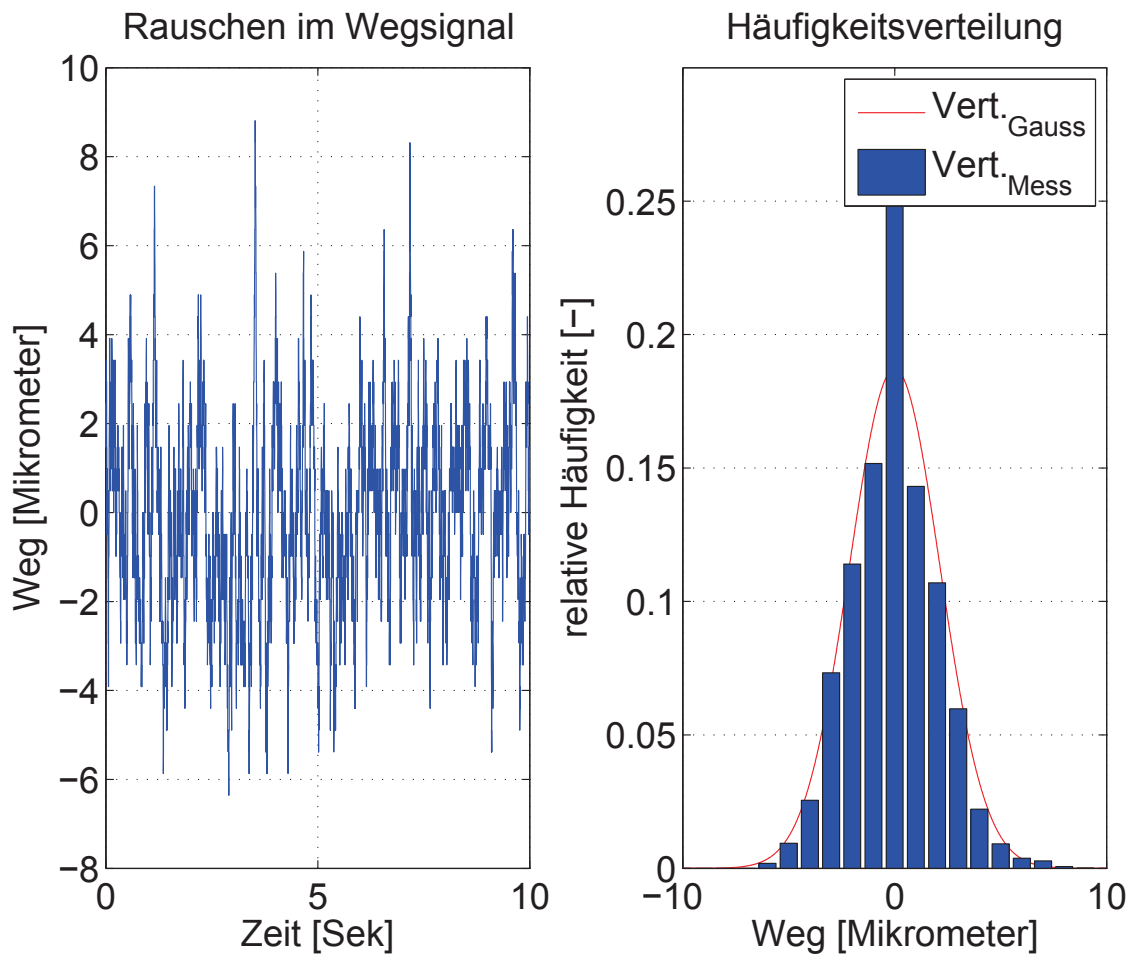 Rauschen im Wegsignal
10
8
6
4
2
0
−2
−4
−6
−8
0
5
10
Weg [Mikrometer]
Zeit [Sek]
Häufigkeitsverteilung
Vert.Gauss
Vert.Mess
0.25
0.2
0.15
0.1
0.05
0
−10
0
10
relative Häufigkeit [−]
Weg [Mikrometer]